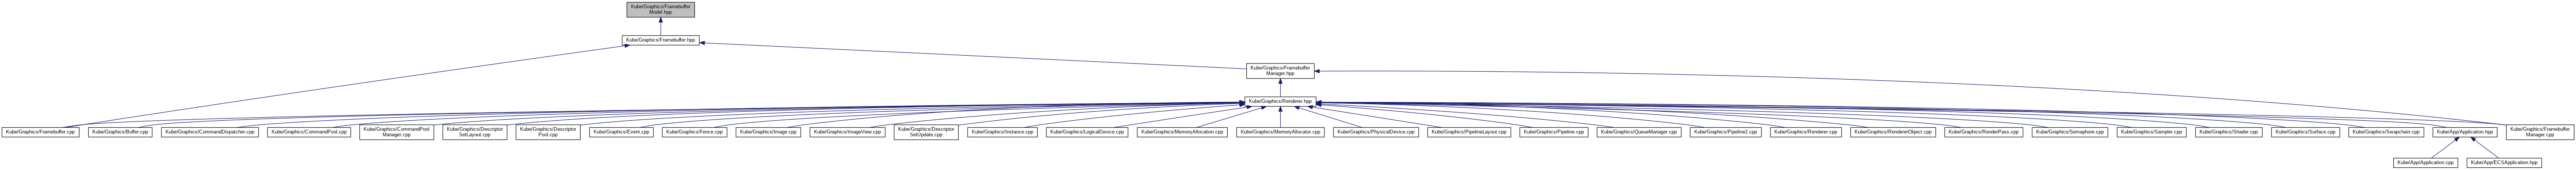 Kube/Graphics/Framebuffer
Model.hpp
Kube/Graphics/Framebuffer.hpp
Kube/Graphics/Framebuffer
Manager.hpp
Kube/Graphics/Renderer.hpp
Kube/Graphics/Framebuffer.cpp
Kube/Graphics/Buffer.cpp
Kube/Graphics/CommandDispatcher.cpp
Kube/Graphics/CommandPool.cpp
Kube/Graphics/CommandPool
Manager.cpp
Kube/Graphics/Descriptor
SetLayout.cpp
Kube/Graphics/Descriptor
Pool.cpp
Kube/Graphics/Event.cpp
Kube/Graphics/Fence.cpp
Kube/Graphics/Image.cpp
Kube/Graphics/ImageView.cpp
Kube/Graphics/Descriptor
SetUpdate.cpp
Kube/Graphics/Instance.cpp
Kube/Graphics/LogicalDevice.cpp
Kube/Graphics/MemoryAllocation.cpp
Kube/Graphics/MemoryAllocator.cpp
Kube/Graphics/PhysicalDevice.cpp
Kube/Graphics/PipelineLayout.cpp
Kube/Graphics/Pipeline.cpp
Kube/Graphics/QueueManager.cpp
Kube/Graphics/Pipeline2.cpp
Kube/Graphics/Renderer.cpp
Kube/Graphics/RendererObject.cpp
Kube/Graphics/RenderPass.cpp
Kube/Graphics/Semaphore.cpp
Kube/Graphics/Sampler.cpp
Kube/Graphics/Shader.cpp
Kube/Graphics/Surface.cpp
Kube/Graphics/Swapchain.cpp
Kube/App/Application.hpp
Kube/Graphics/Framebuffer
Manager.cpp
Kube/App/Application.cpp
Kube/App/ECSApplication.hpp